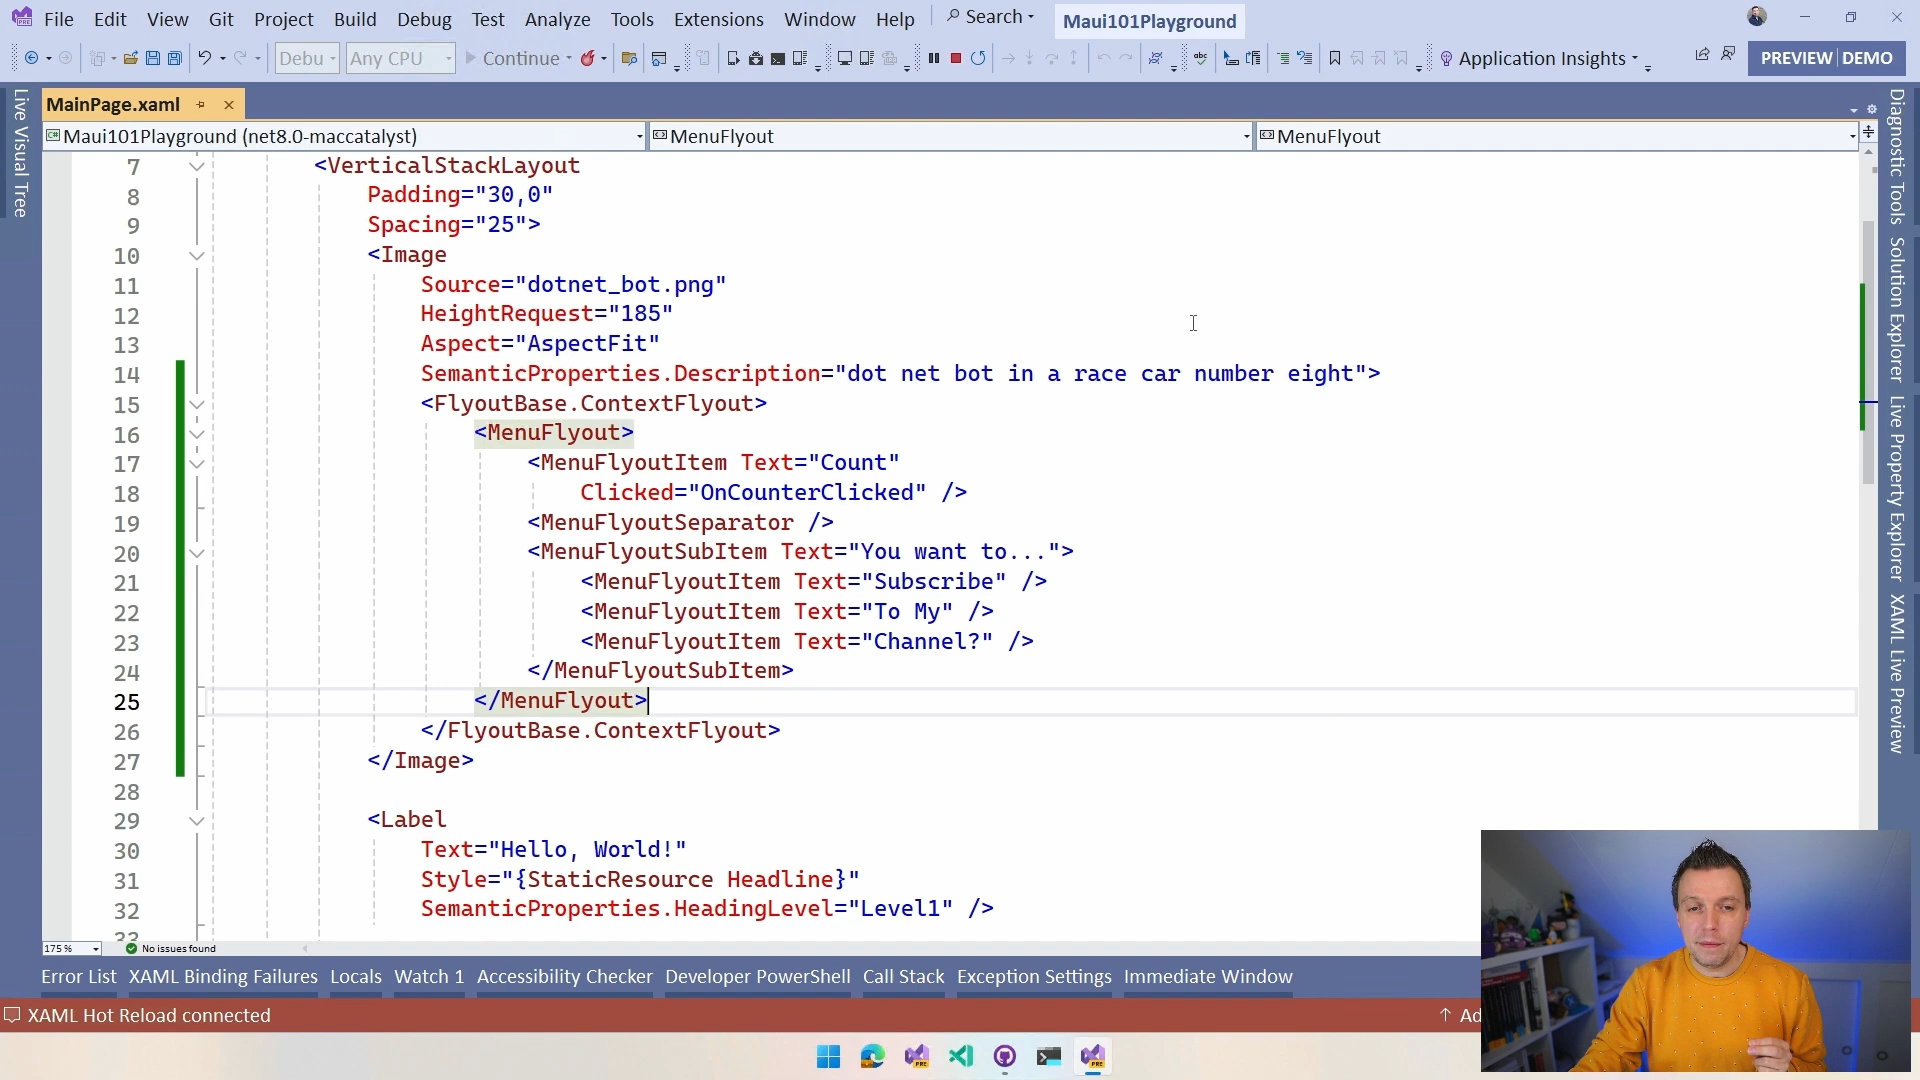 File Edit View Git Project Build Debug Test Analyze Tools Extensions Window Help Search Maui101Playground
Debu Any CPU Continue Application Insights PREVIEW DEMO
MainPage.xaml
Maui101Playground (net8.0-maccatalyst) MenuFlyout MenuFlyout
Live Visual Tree
7 <VerticalStackLayout
8 Padding="30,0"
9 Spacing="25">
10 <Image
11 Source="dotnet_bot.png"
12 HeightRequest="185"
13 Aspect="AspectFit"
14 SemanticProperties.Description="dot net bot in a race car number eight">
15 <FlyoutBase.ContextFlyout>
16 <MenuFlyout>
17 <MenuFlyoutItem Text="Count"
18 Clicked="OnCounterClicked" />
19 <MenuFlyoutSeparator />
20 <MenuFlyoutSubItem Text="You want to...">
21 <MenuFlyoutItem Text="Subscribe" />
22 <MenuFlyoutItem Text="To My" />
23 <MenuFlyoutItem Text="Channel?" />
24 </MenuFlyoutSubItem>
25 </MenuFlyout>
26 </FlyoutBase.ContextFlyout>
27 </Image>
28
29 <Label
30 Text="Hello, World!"
31 Style="{StaticResource Headline}"
32 SemanticProperties.HeadingLevel="Level1" />
33
Diagnostic Tools
Solution Explorer
Live Property Explorer
XAML Live Preview
175 % No issues found
Error List XAML Binding Failures Locals Watch 1 Accessibility Checker Developer PowerShell Call Stack Exception Settings Immediate Window
XAML Hot Reload connected Ad